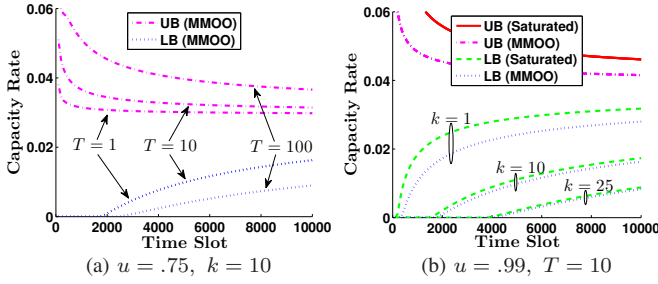 0.06
0.04
0.02
0
Capacity Rate
UB (MMOO)
LB (MMOO)
T = 1
T = 10
T = 100
0 2000 4000 6000 8000 10000
Time Slot
(a) u = .75, k = 10
0.06
0.04
0.02
0
Capacity Rate
UB (Saturated)
UB (MMOO)
LB (Saturated)
LB (MMOO)
k = 1
k = 10
k = 25
0 2000 4000 6000 8000 10000
Time Slot
(b) u = .99, T = 10